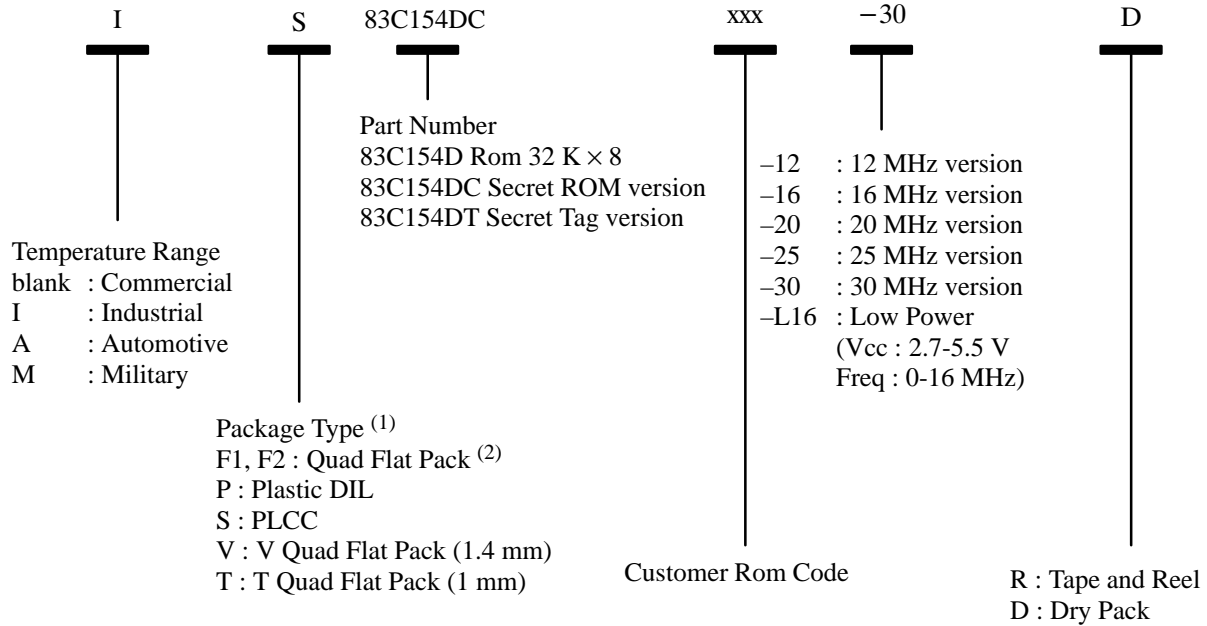 I S 83C154DC xxx −30 D
Part Number
83C154D Rom 32 K × 8
83C154DC Secret ROM version
83C154DT Secret Tag version
–12 : 12 MHz version
–16 : 16 MHz version
–20 : 20 MHz version
–25 : 25 MHz version
–30 : 30 MHz version
–L16 : Low Power
(Vcc : 2.7-5.5 V
Freq : 0-16 MHz)
Temperature Range
blank : Commercial
I : Industrial
A : Automotive
M : Military
Package Type (1)
F1, F2 : Quad Flat Pack (2)
P : Plastic DIL
S : PLCC
V : V Quad Flat Pack (1.4 mm)
T : T Quad Flat Pack (1 mm)
Customer Rom Code
R : Tape and Reel
D : Dry Pack